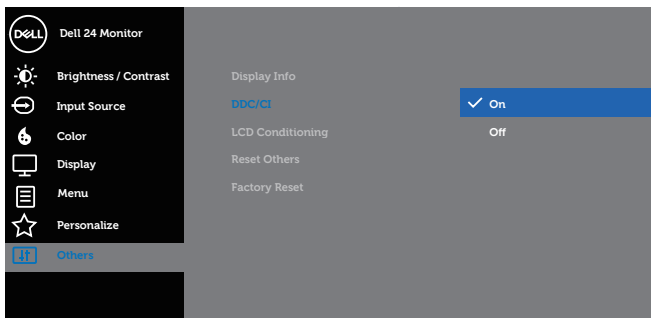 DELL Dell 24 Monitor
Brightness / Contrast
Input Source
Color
Display
Menu
Personalize
Others
Display Info
DDC/CI
LCD Conditioning
Reset Others
Factory Reset
On
Off